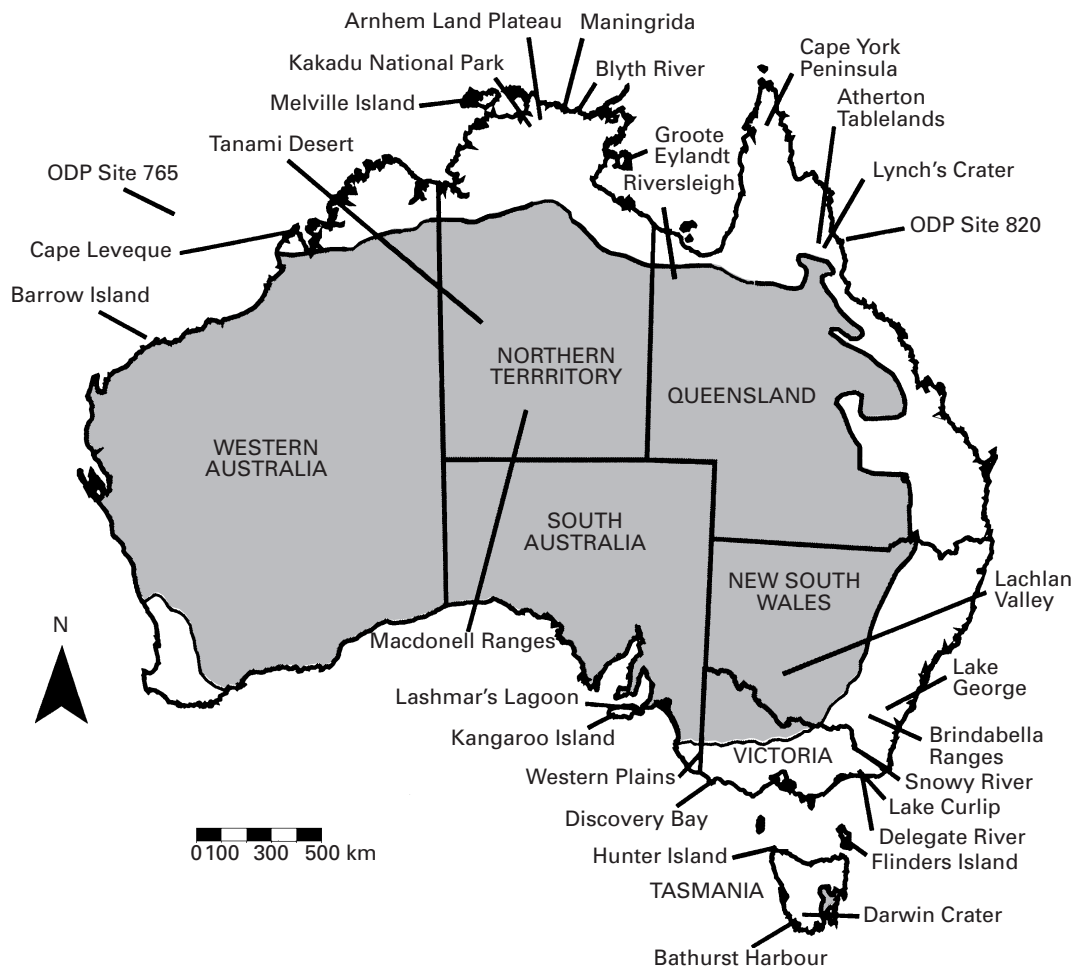 Arnhem Land Plateau
Maningrida
Kakadu National Park
Blyth River
Cape York
Peninsula
Melville Island
Atherton
Tablelands
Tanami Desert
Groote
Eylandt
Riversleigh
Lynch's Crater
ODP Site 765
ODP Site 820
Cape Leveque
Barrow Island
NORTHERN
TERRRITORY
QUEENSLAND
WESTERN
AUSTRALIA
SOUTH
AUSTRALIA
NEW SOUTH
WALES
Lachlan
Valley
N
Macdonell Ranges
Lake
George
Lashmar's Lagoon
Kangaroo Island
Brindabella
Ranges
VICTORIA
Western Plains
Snowy River
Lake Curlip
Discovery Bay
Delegate River
0 100 300 500 km
Hunter Island
Flinders Island
TASMANIA
Darwin Crater
Bathurst Harbour